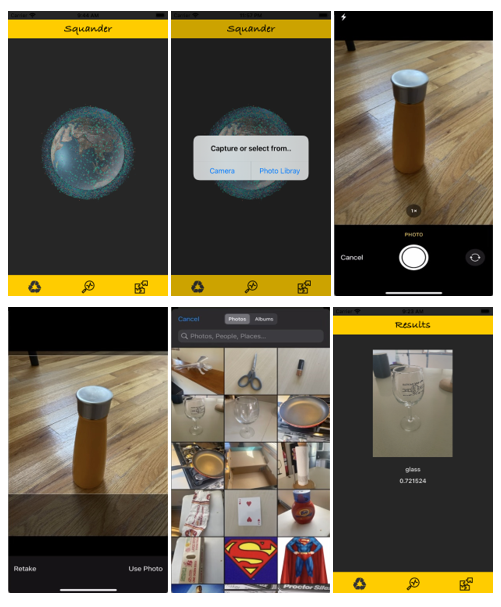 Squander
Squander
Capture or select from..
Camera
Photo Libray
1×
PHOTO
Cancel
Retake
Use Photo
Cancel
Photos
Albums
Photos, People, Places...
Results
glass
0.721524